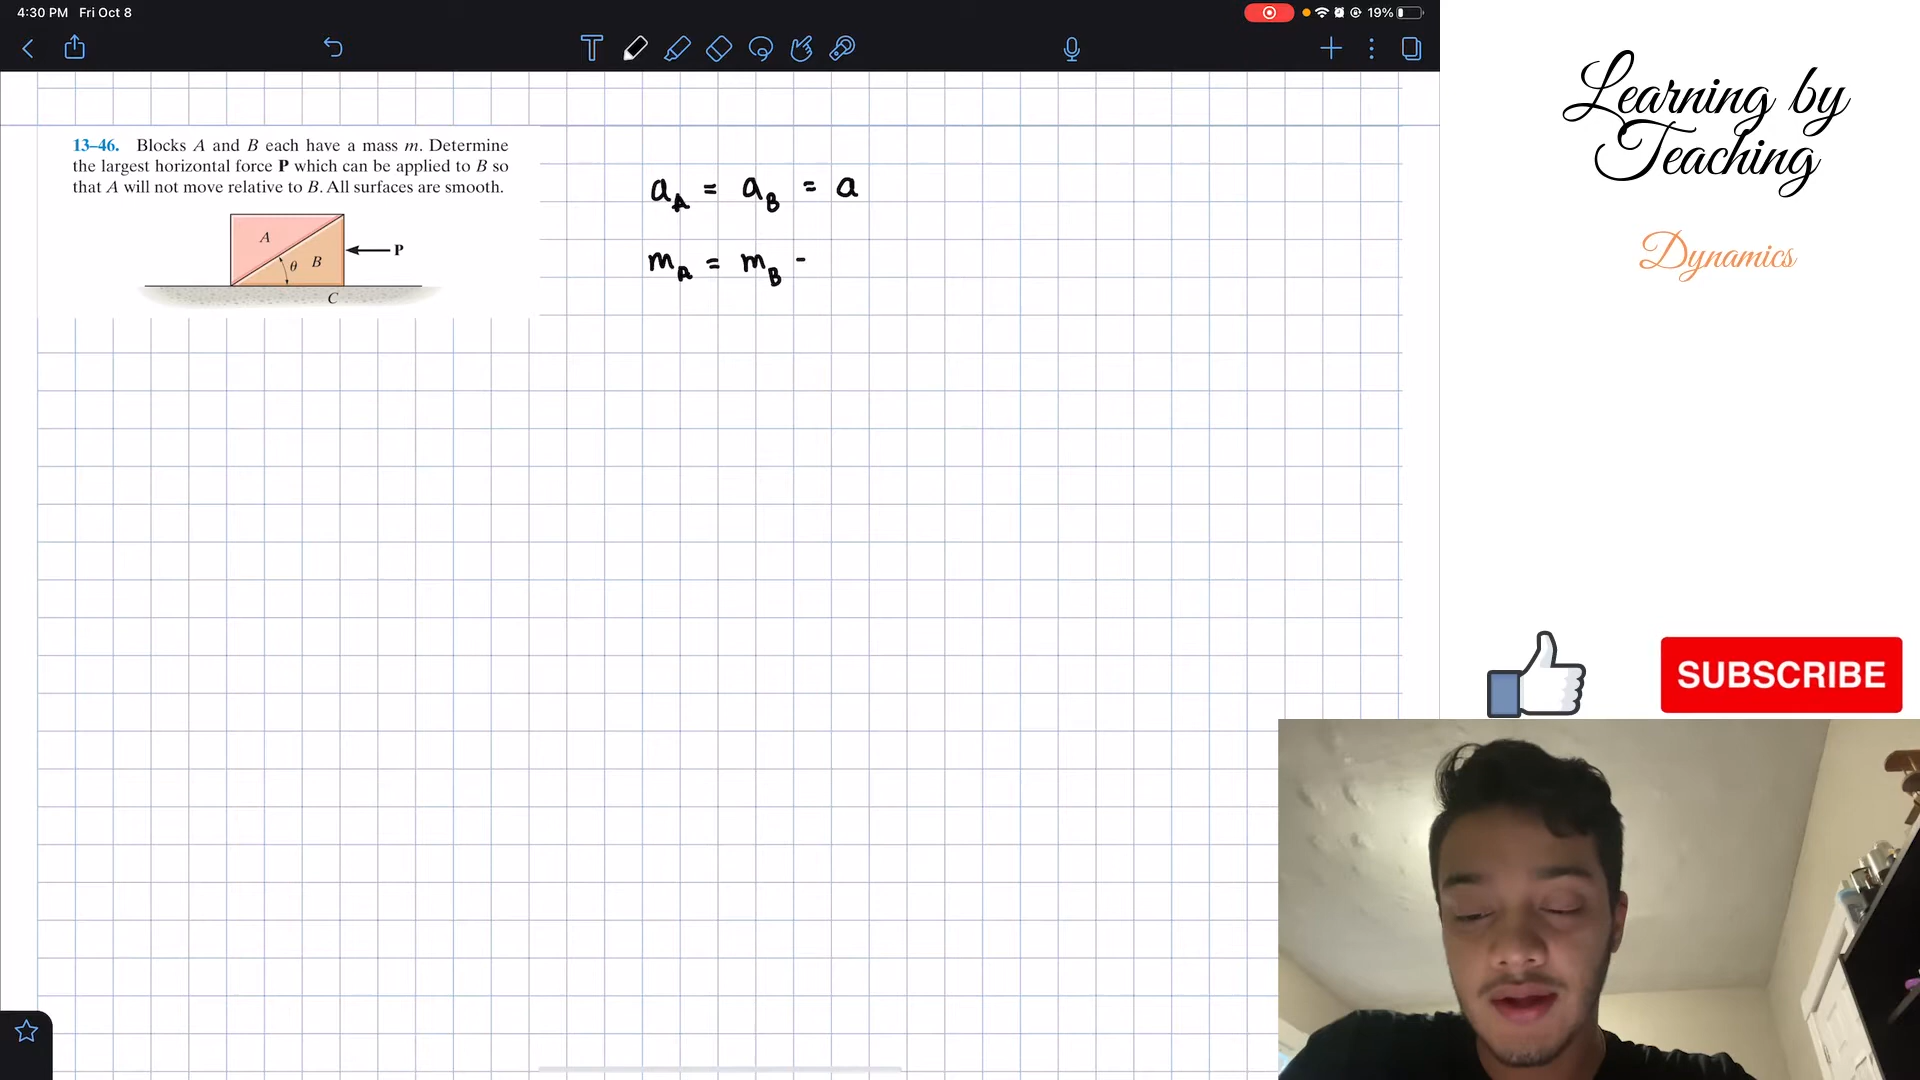 4:30 PM Fri Oct 8
19%
13–46. Blocks A and B each have a mass m. Determine
the largest horizontal force P which can be applied to B so
that A will not move relative to B. All surfaces are smooth.
A
B
θ
P
C
a_A = a_B = a
m_A = m_B -
Learning by
Teaching
Dynamics
SUBSCRIBE